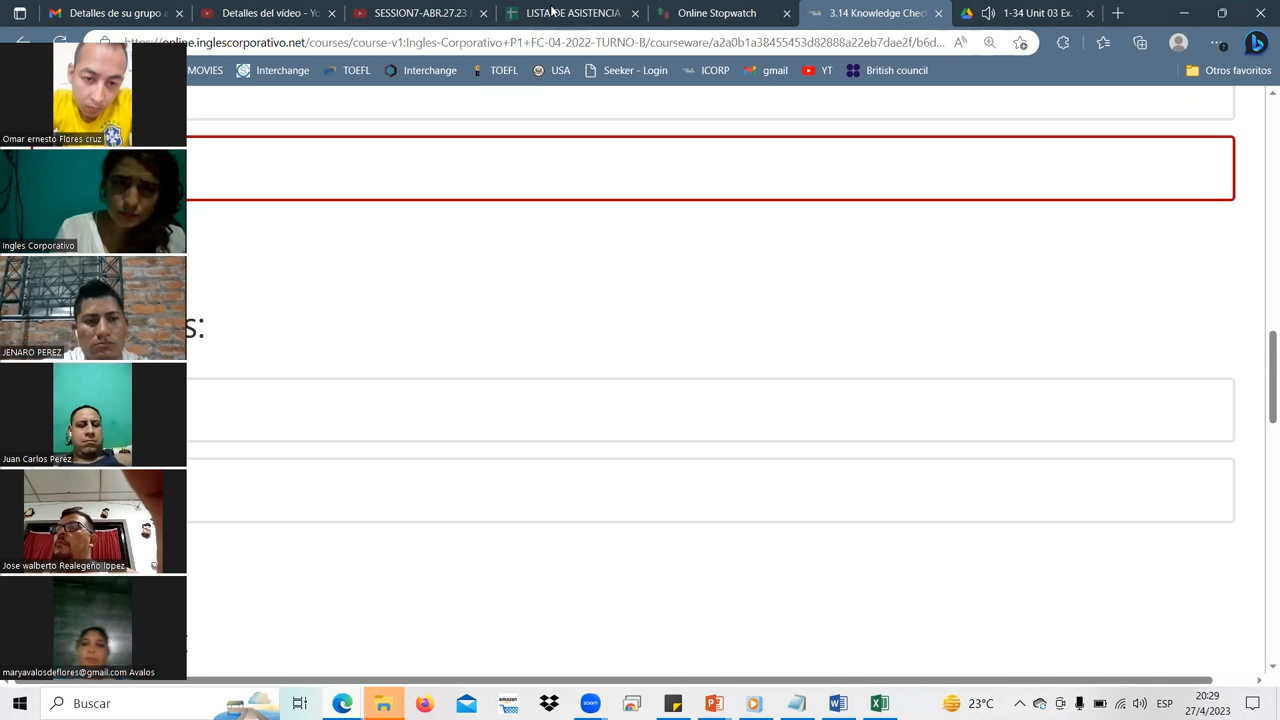 Detalles de su grupo a
Detalles del vídeo - Yo
SESSION7-ABR.27.23
LISTA DE ASISTENCIA
Online Stopwatch
3.14 Knowledge Chec
1-34 Unit 03 Ex. 1
https://online.inglescorporativo.net/courses/course-v1:Ingles-Corporativo+P1+FC-04-2022-TURNO-B/courseware/a2a0b1a38455453d82888a22eb7dae2f/b6d...
MOVIES
Interchange
TOEFL
Interchange
TOEFL
USA
Seeker - Login
ICORP
gmail
YT
British council
Otros favoritos
Omar ernesto Flores cruz
Ingles Corporativo
JENARO PEREZ
s:
Juan Carlos Perez
Jose walberto Realegeño lopez
maryavalosdeflores@gmail.com Avalos
Buscar
amazon
zoom
23°C
ESP
20:25
27/4/2023